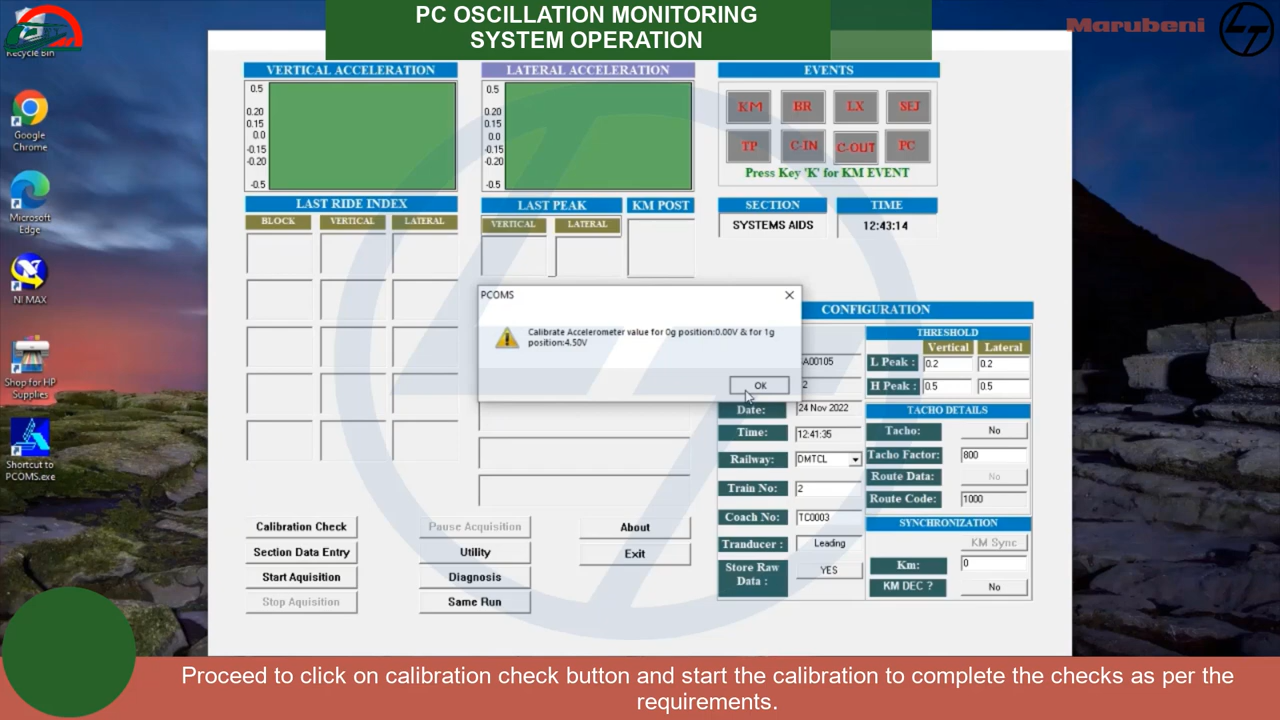 PC OSCILLATION MONITORING
SYSTEM OPERATION
Marubeni
LT
Recycle Bin
Google
Chrome
Microsoft
Edge
NI MAX
Shop for HP
Supplies
Shortcut to
PCOMS.exe
VERTICAL ACCELERATION
0.5
0.20
0.15
0.0
-0.15
-0.20
-0.5
LATERAL ACCELERATION
0.5
0.20
0.15
0.0
-0.15
-0.20
-0.5
EVENTS
KM BR LX SEJ
TP C-IN C-OUT PC
Press Key 'K' for KM EVENT
LAST RIDE INDEX
BLOCK VERTICAL LATERAL
LAST PEAK
VERTICAL LATERAL
KM POST
SECTION
SYSTEMS AIDS
TIME
12:43:14
PCOMS
Calibrate Accelerometer value for 0g position:0.00V & for 1g
position:4.50V
OK
CONFIGURATION
A00105
2
Date: 24 Nov 2022
Time: 12:41:35
Railway: DMTCL
Train No: 2
Coach No: TC0003
Tranducer : Leading
Store Raw
Data : YES
THRESHOLD
Vertical Lateral
L Peak : 0.2 0.2
H Peak : 0.5 0.5
TACHO DETAILS
Tacho: No
Tacho Factor: 800
Route Data: No
Route Code: 1000
SYNCHRONIZATION
KM Sync
Km: 0
KM DEC ? No
Calibration Check
Section Data Entry
Start Aquisition
Stop Aquisition
Pause Acquisition
Utility
Diagnosis
Same Run
About
Exit
Proceed to click on calibration check button and start the calibration to complete the checks as per the
requirements.